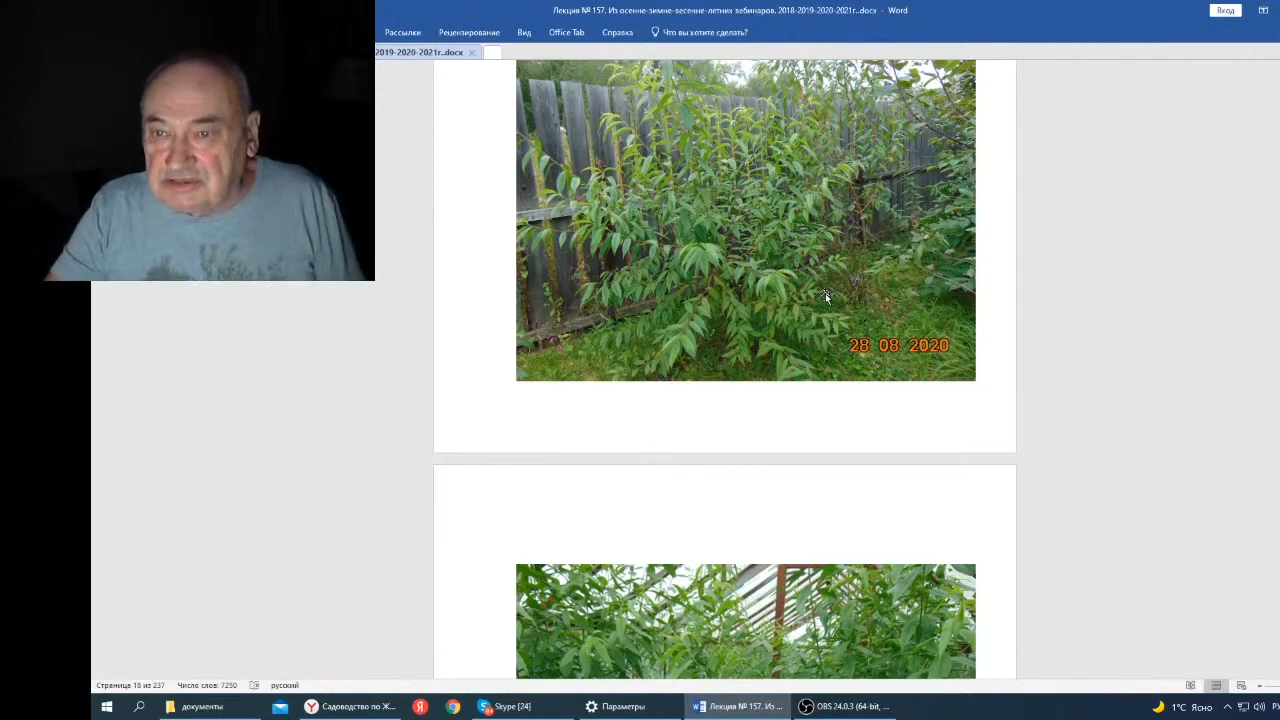 Лекция № 157. Из осенне-зимне-весенне-летних вебинаров. 2018-2019-2020-2021г..docx - Word
Вход
Рассылки Рецензирование Вид Office Tab Справка Что вы хотите сделать?
2019-2020-2021г..docx
28 08 2020
Страница 18 из 237 Число слов: 7250 русский
документы Садоводство по Ж... Skype [24] Параметры Лекция № 157. Из ... OBS 24.0.3 (64-bit, ... 1°C Ясно